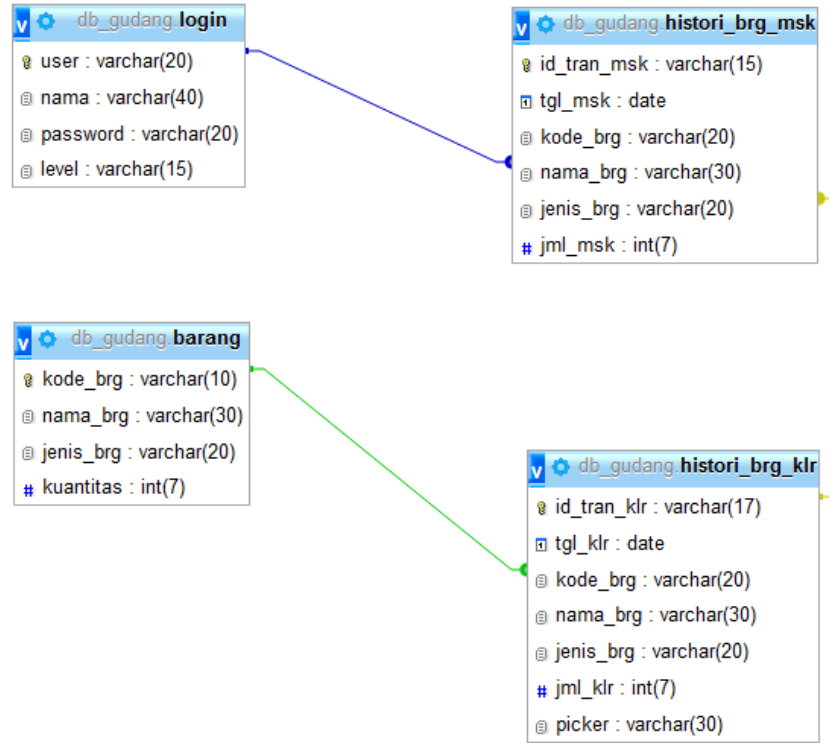 db_gudang.login
user : varchar(20)
nama : varchar(40)
password : varchar(20)
level : varchar(15)
db_gudang.histori_brg_msk
id_tran_msk : varchar(15)
tgl_msk : date
kode_brg : varchar(20)
nama_brg : varchar(30)
jenis_brg : varchar(20)
# jml_msk : int(7)
db_gudang.barang
kode_brg : varchar(10)
nama_brg : varchar(30)
jenis_brg : varchar(20)
# kuantitas : int(7)
db_gudang.histori_brg_klr
id_tran_klr : varchar(17)
tgl_klr : date
kode_brg : varchar(20)
nama_brg : varchar(30)
jenis_brg : varchar(20)
# jml_klr : int(7)
picker : varchar(30)